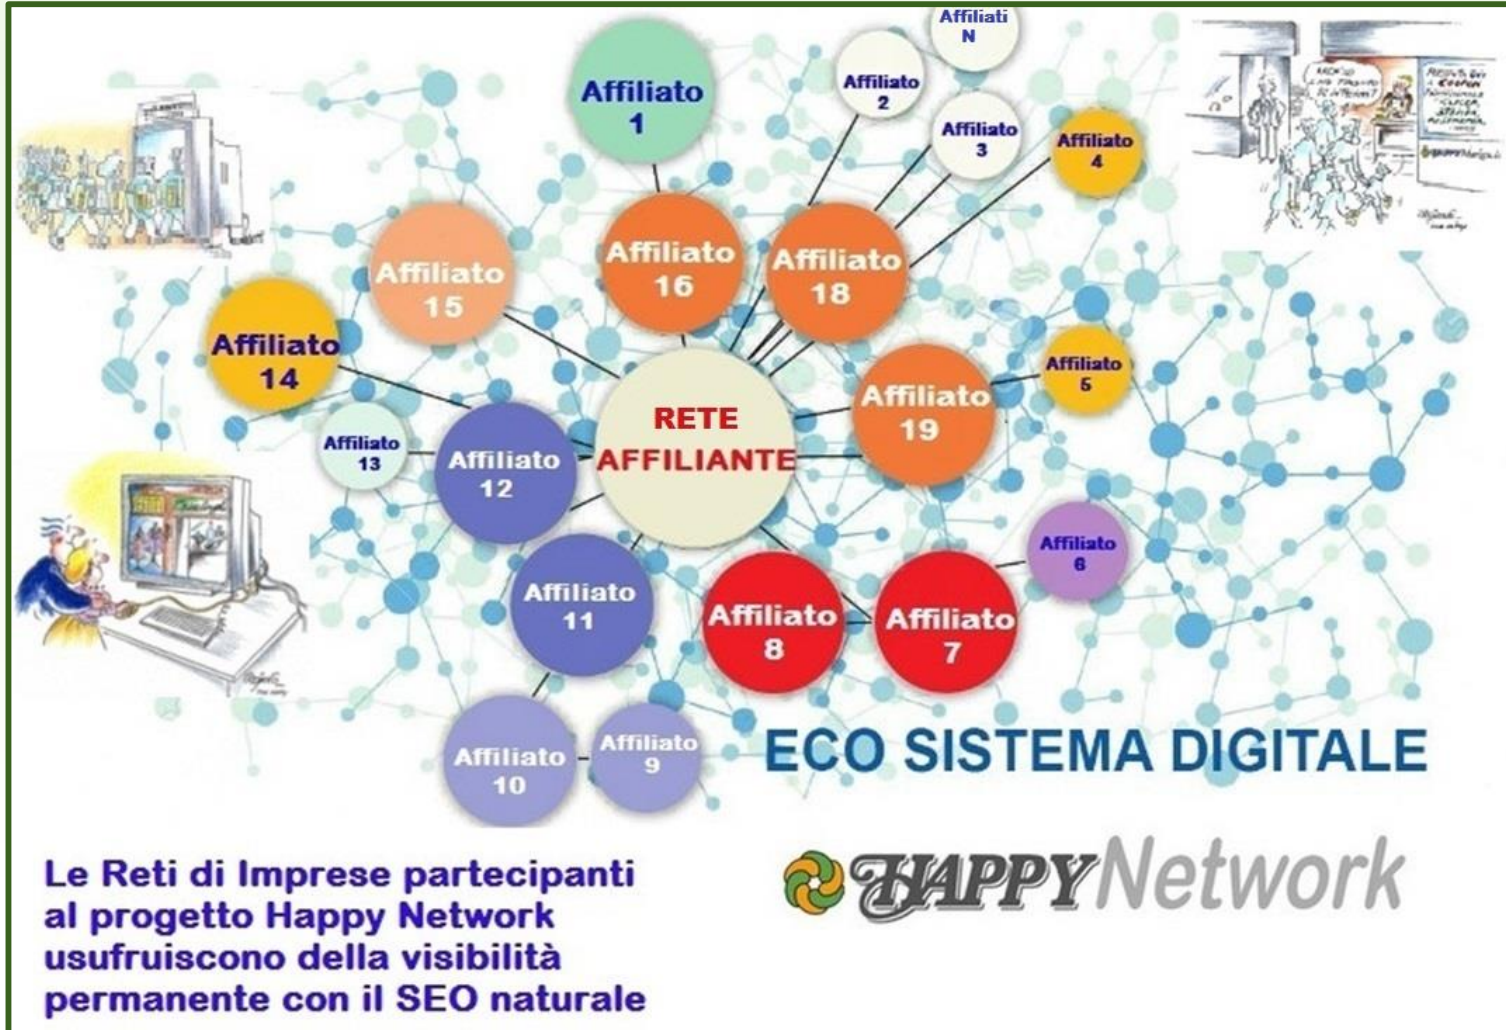 Affiliati
N
Affiliato
1
Affiliato
2
Affiliato
3
Affiliato
4
Affiliato
15
Affiliato
16
Affiliato
18
Affiliato
14
Affiliato
5
Affiliato
19
RETE
AFFILIANTE
Affiliato
13
Affiliato
12
Affiliato
6
Affiliato
11
Affiliato
8
Affiliato
7
Affiliato
10
Affiliato
9
ECO SISTEMA DIGITALE
HAPPY Network
Le Reti di Imprese partecipanti
al progetto Happy Network
usufruiscono della visibilità
permanente con il SEO naturale